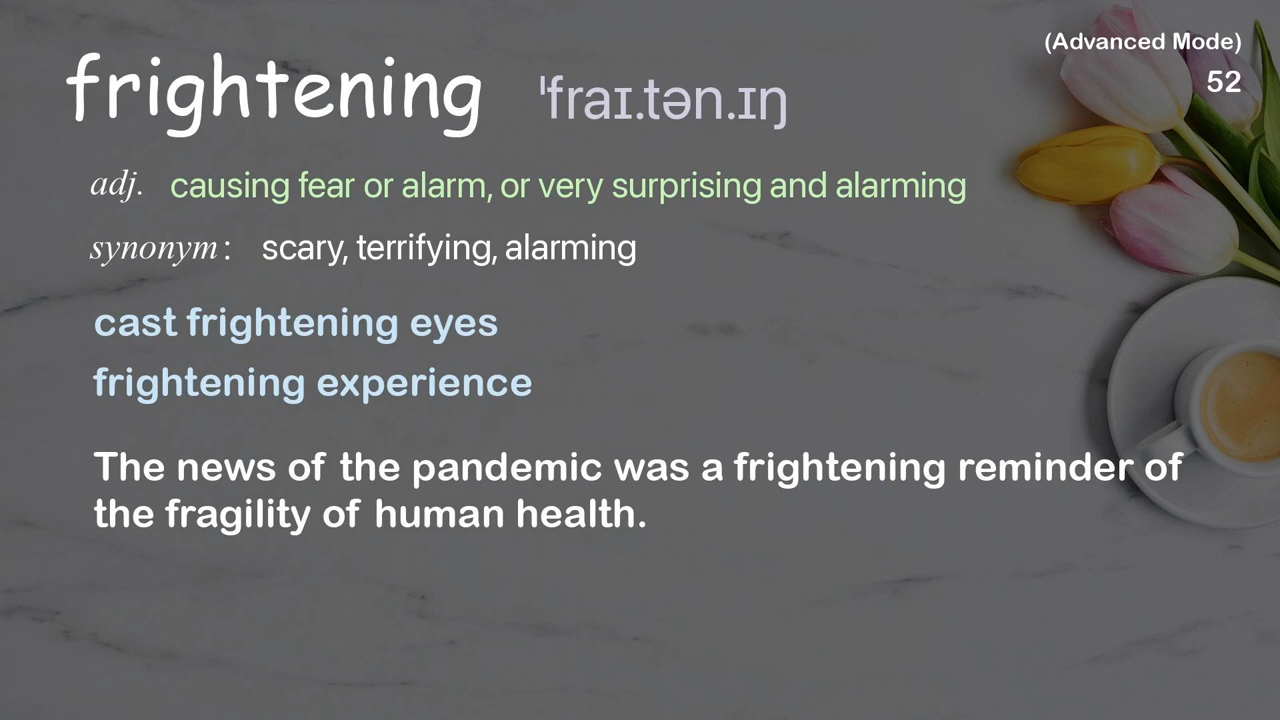 (Advanced Mode)
52
frightening ˈfraɪ.tən.ɪŋ
adj. causing fear or alarm, or very surprising and alarming
synonym: scary, terrifying, alarming
cast frightening eyes
frightening experience
The news of the pandemic was a frightening reminder of
the fragility of human health.